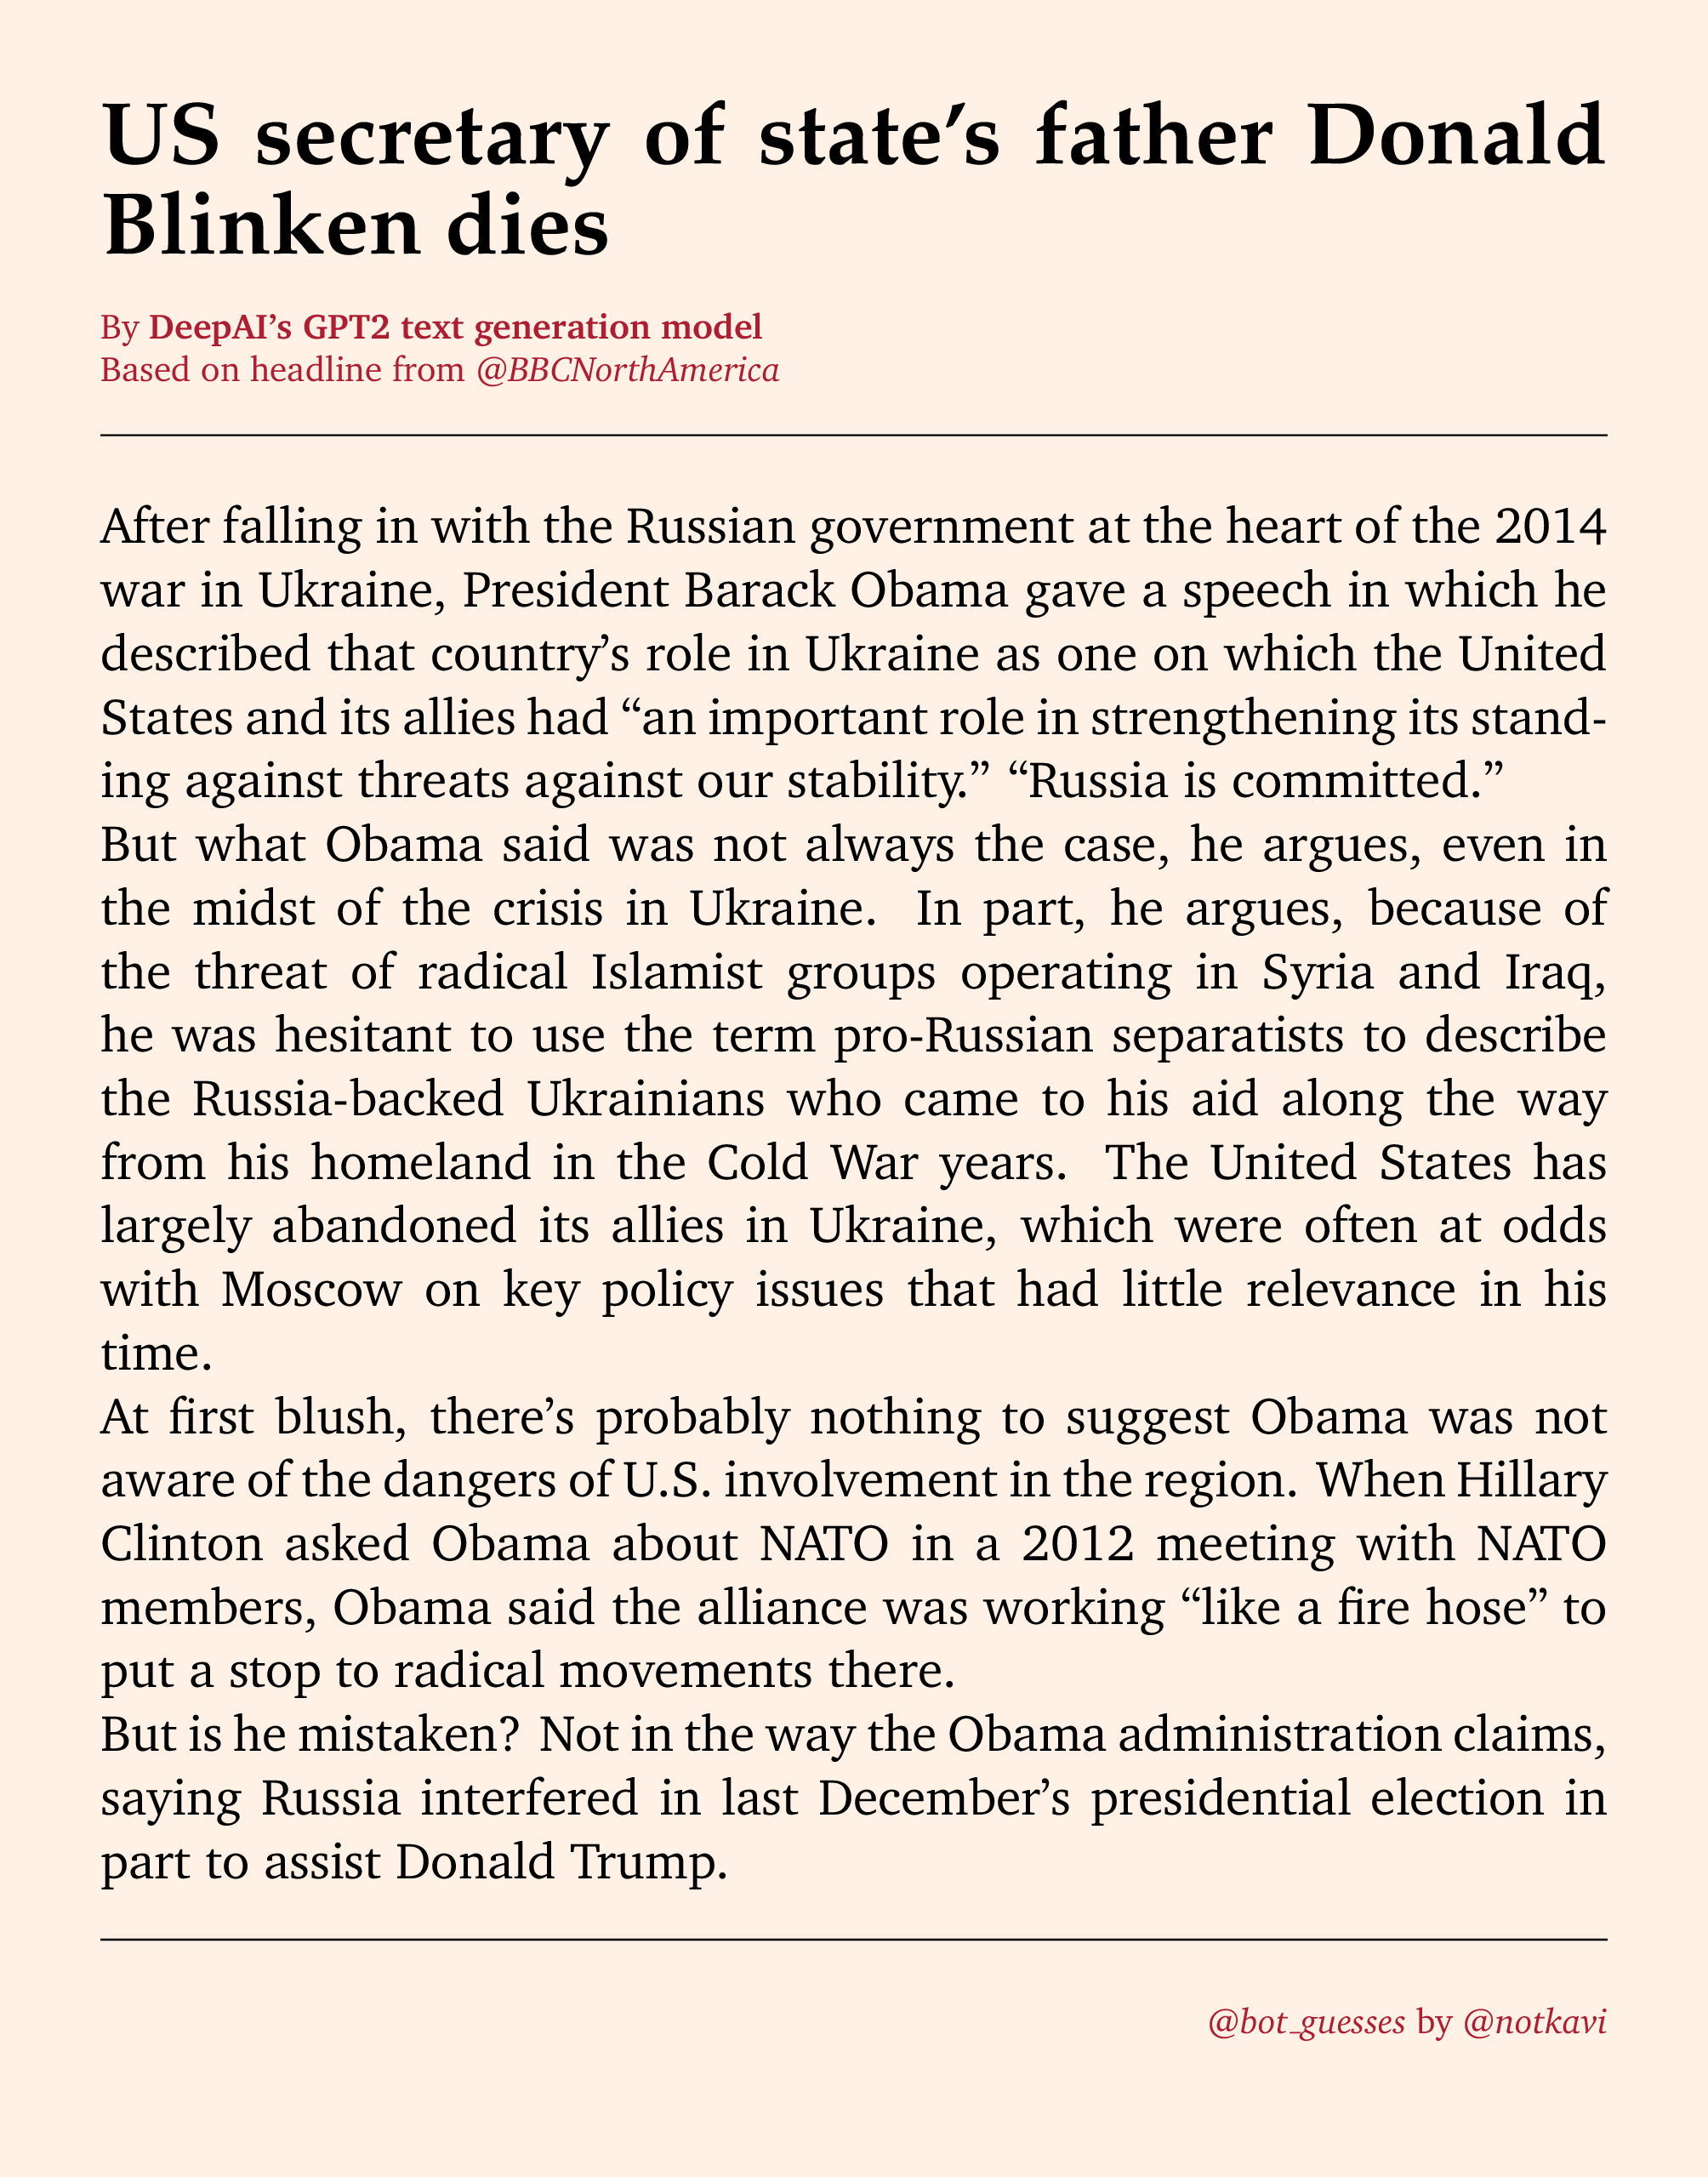 US secretary of state’s father Donald
Blinken dies
By DeepAI’s GPT2 text generation model
Based on headline from @BBCNorthAmerica
After falling in with the Russian government at the heart of the 2014
war in Ukraine, President Barack Obama gave a speech in which he
described that country’s role in Ukraine as one on which the United
States and its allies had “an important role in strengthening its stand-
ing against threats against our stability.” “Russia is committed.”
But what Obama said was not always the case, he argues, even in
the midst of the crisis in Ukraine. In part, he argues, because of
the threat of radical Islamist groups operating in Syria and Iraq,
he was hesitant to use the term pro-Russian separatists to describe
the Russia-backed Ukrainians who came to his aid along the way
from his homeland in the Cold War years. The United States has
largely abandoned its allies in Ukraine, which were often at odds
with Moscow on key policy issues that had little relevance in his
time.
At first blush, there’s probably nothing to suggest Obama was not
aware of the dangers of U.S. involvement in the region. When Hillary
Clinton asked Obama about NATO in a 2012 meeting with NATO
members, Obama said the alliance was working “like a fire hose” to
put a stop to radical movements there.
But is he mistaken? Not in the way the Obama administration claims,
saying Russia interfered in last December’s presidential election in
part to assist Donald Trump.
@bot_guesses by @notkavi